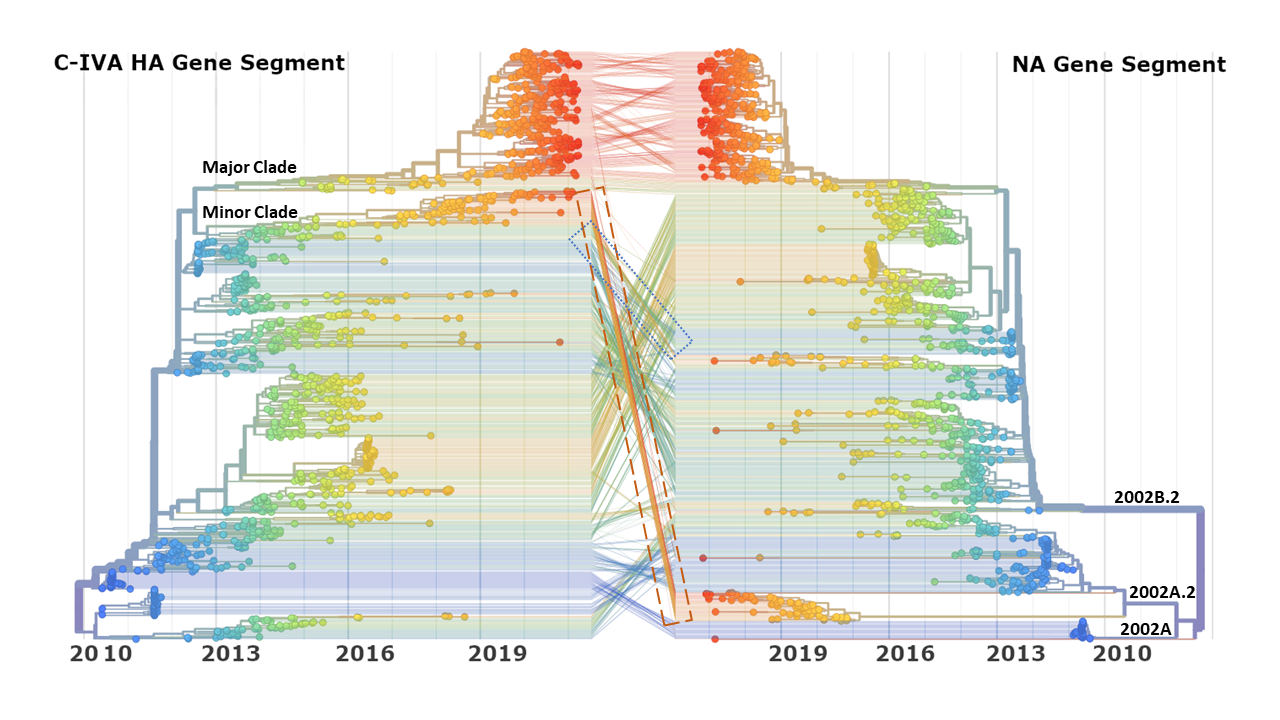 C-IVA HA Gene Segment
NA Gene Segment
Major Clade
Minor Clade
2002B.2
2002A.2
2002A
2010 2013 2016 2019
2019 2016 2013 2010